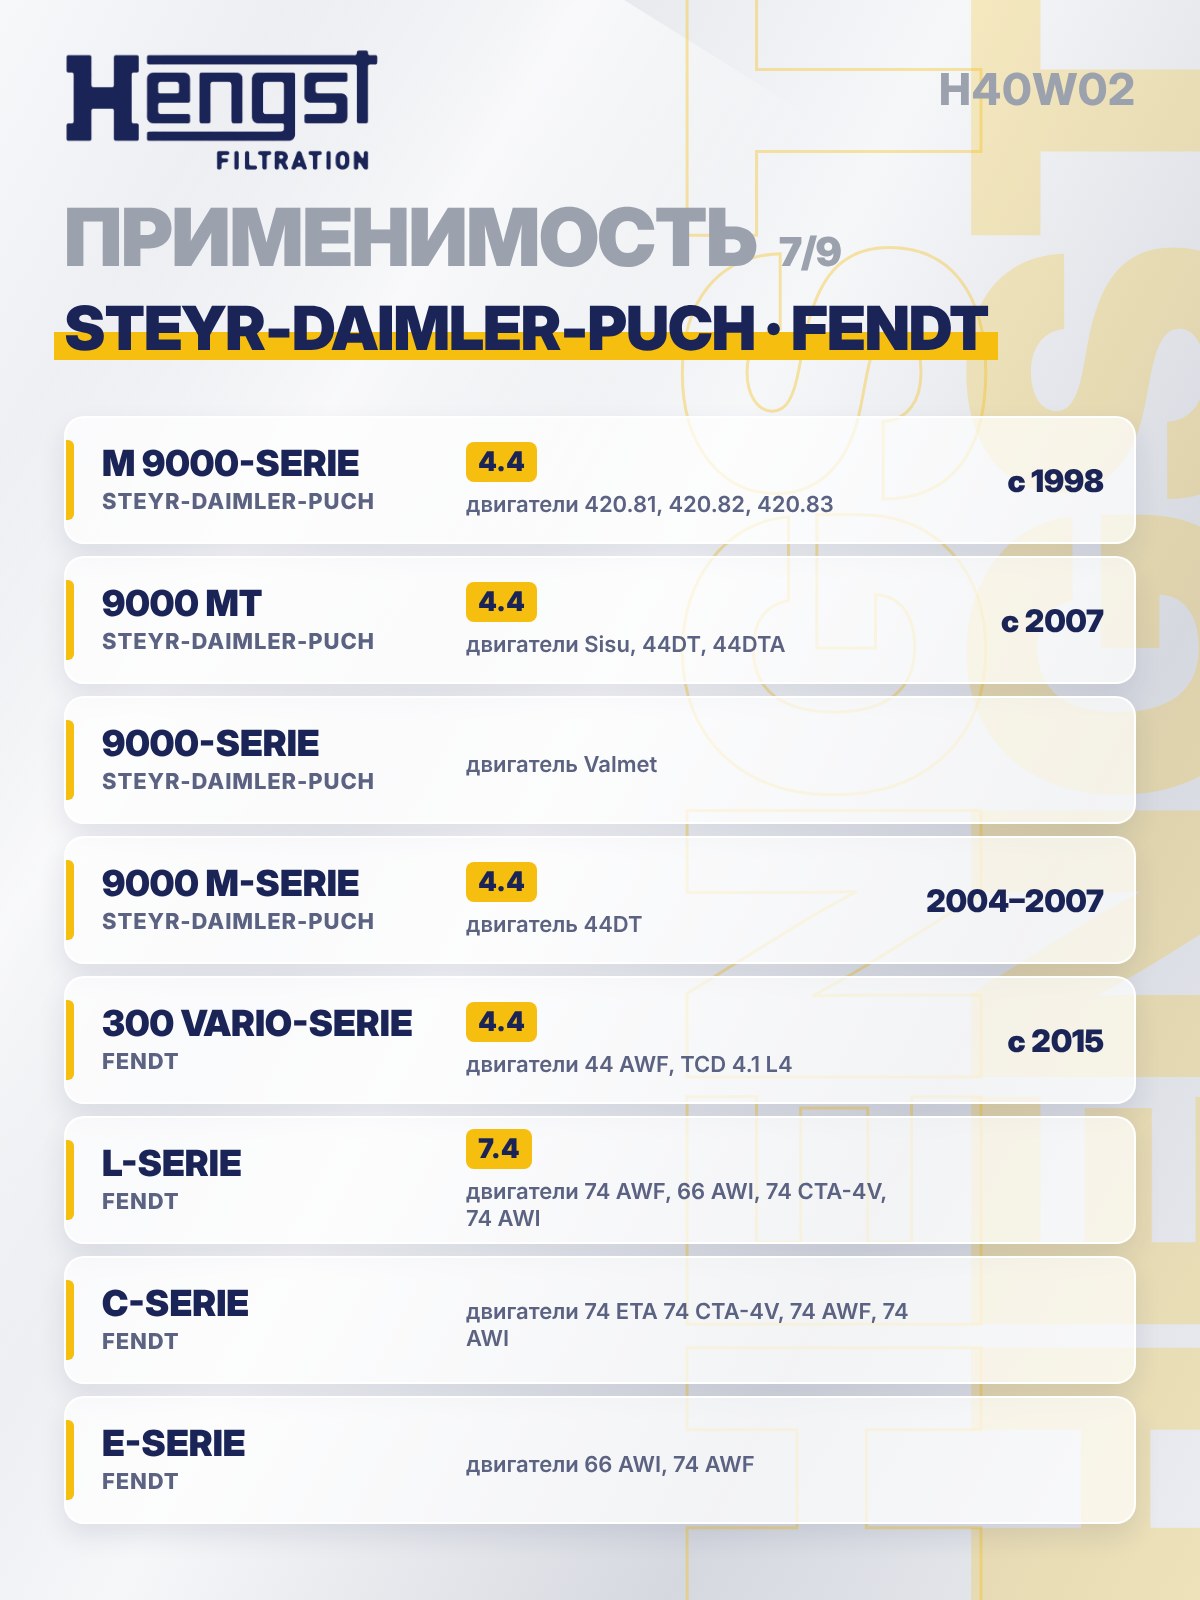 Hengst
FILTRATION
H40W02
ПРИМЕНИМОСТЬ 7/9
STEYR-DAIMLER-PUCH · FENDT
M 9000-SERIE
STEYR-DAIMLER-PUCH
4.4
двигатели 420.81, 420.82, 420.83
с 1998
9000 MT
STEYR-DAIMLER-PUCH
4.4
двигатели Sisu, 44DT, 44DTA
с 2007
9000-SERIE
STEYR-DAIMLER-PUCH
двигатель Valmet
9000 M-SERIE
STEYR-DAIMLER-PUCH
4.4
двигатель 44DT
2004–2007
300 VARIO-SERIE
FENDT
4.4
двигатели 44 AWF, TCD 4.1 L4
с 2015
L-SERIE
FENDT
7.4
двигатели 74 AWF, 66 AWI, 74 CTA-4V,
74 AWI
C-SERIE
FENDT
двигатели 74 ETA 74 CTA-4V, 74 AWF, 74
AWI
E-SERIE
FENDT
двигатели 66 AWI, 74 AWF
HENGST
HENGST